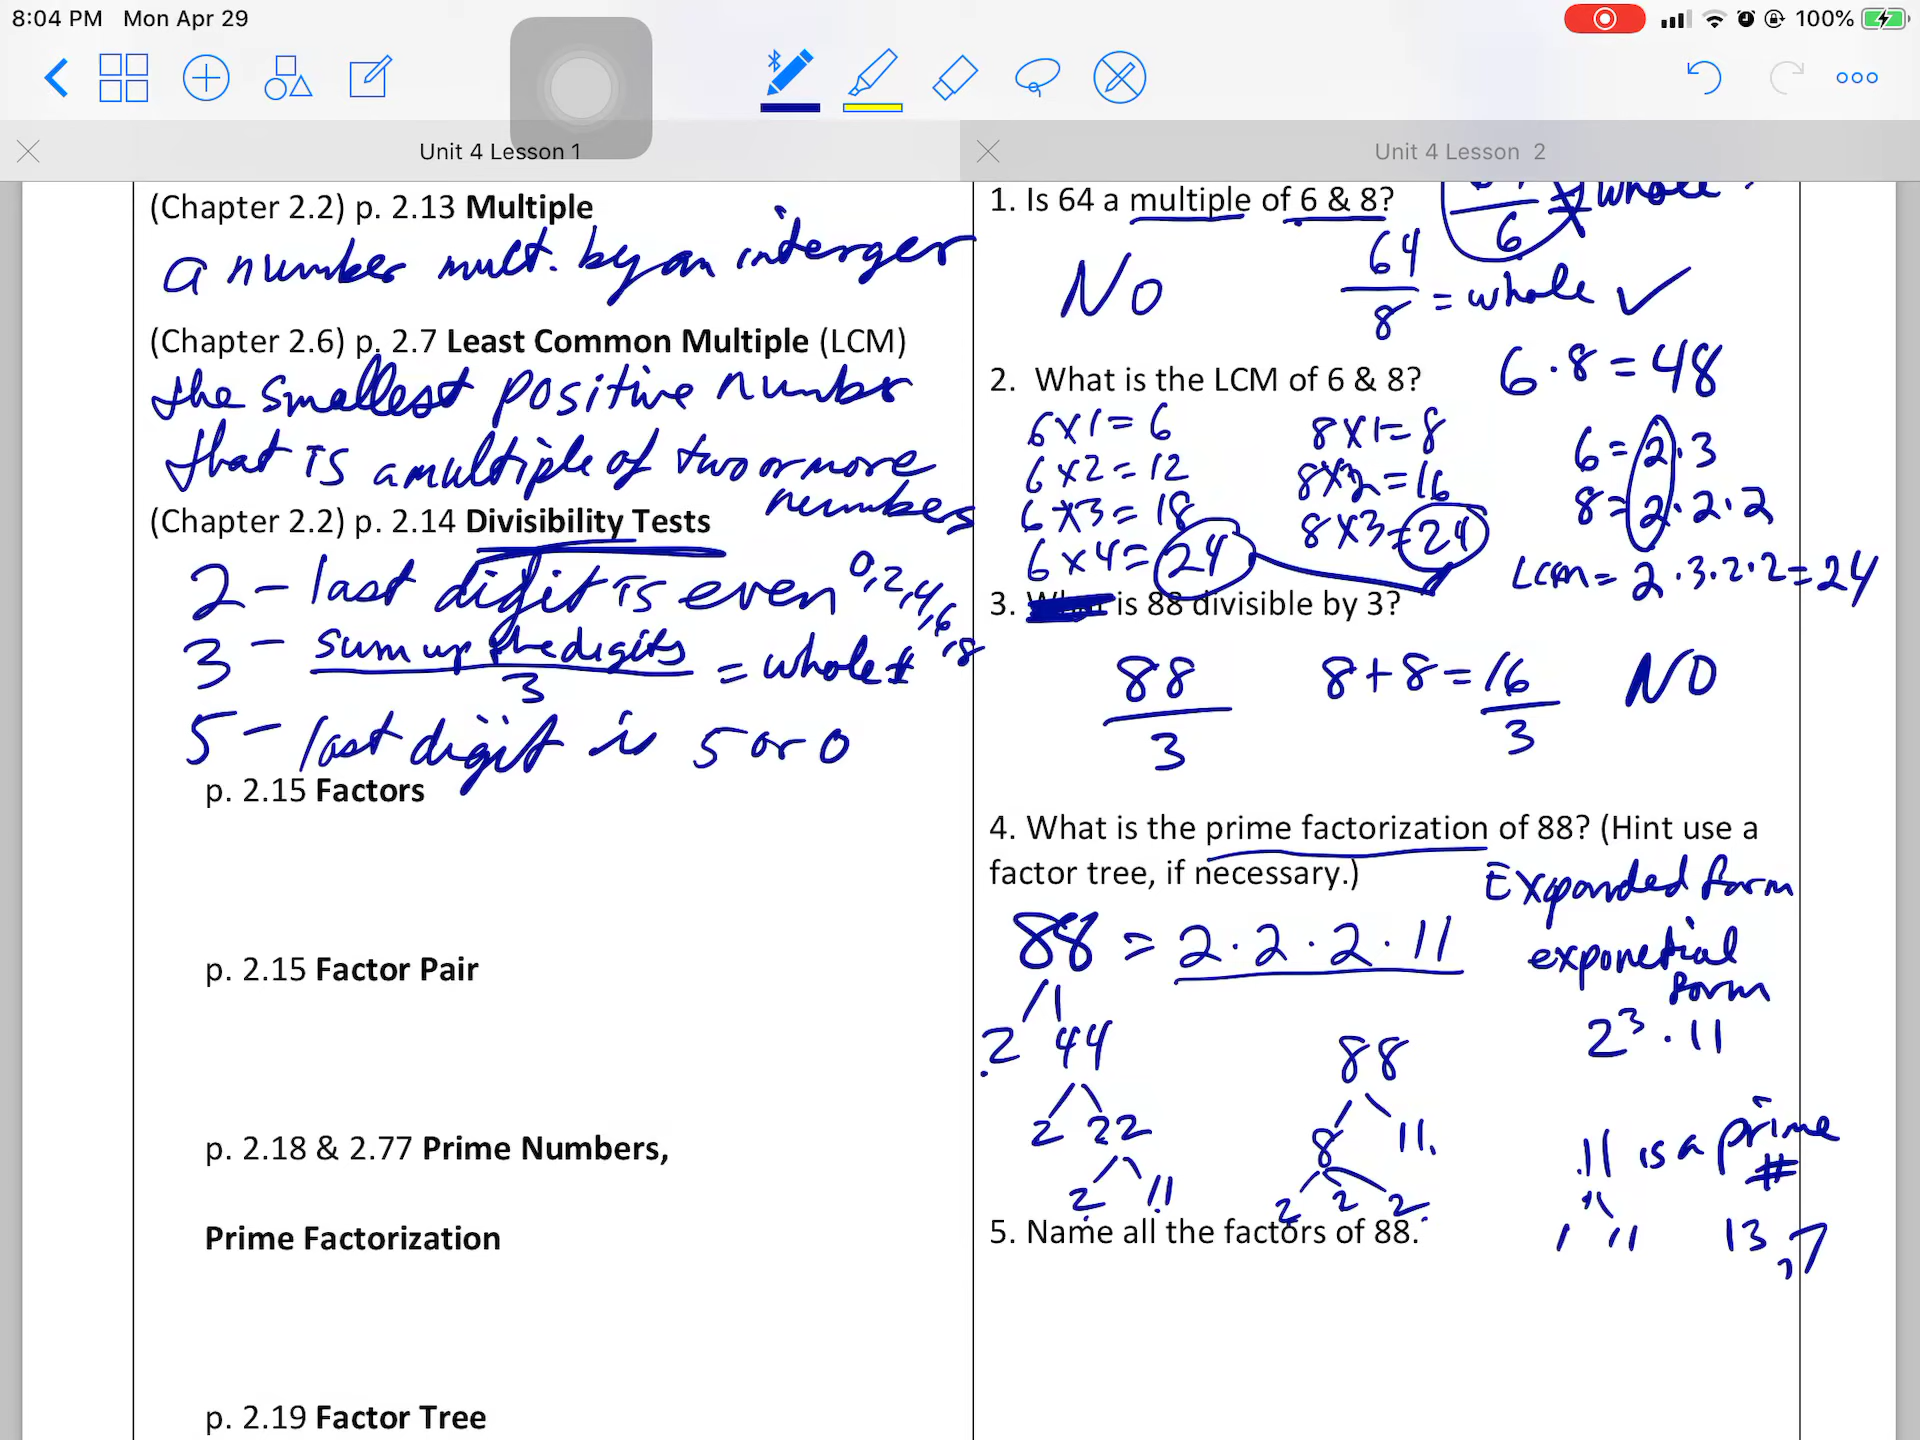 8:04 PM Mon Apr 29
100%
Unit 4 Lesson 1
Unit 4 Lesson 2
(Chapter 2.2) p. 2.13 Multiple
a number mult. by an interger
(Chapter 2.6) p. 2.7 Least Common Multiple (LCM)
the smallest positive numbr
that is a multiple of two or more
numbers
(Chapter 2.2) p. 2.14 Divisibility Tests
2 - last digit is even 0,2,4,6,8
3 - sum up the digits = whole #
3
5 - last digit is 5 or 0
p. 2.15 Factors
p. 2.15 Factor Pair
p. 2.18 & 2.77 Prime Numbers,
Prime Factorization
p. 2.19 Factor Tree
1. Is 64 a multiple of 6 & 8?
6
whole
No
64
8 = whole ✓
2. What is the LCM of 6 & 8?
6·8=48
6x1=6
8x1=8
6x2=12
8x2=16
6x3=18
8x3=24
6x4=24
6=2·3
8=2·2·2
LCM=2·3·2·2=24
3. What is 88 divisible by 3?
88
3
8+8=16
3
NO
4. What is the prime factorization of 88? (Hint use a
factor tree, if necessary.)
Expanded form
88 = 2·2·2·11
exponetial
form
2³·11
2 44
2 22
2 11
88
8 11
2 2 2
11 is a prime
#
1 11
13,7
5. Name all the factors of 88.